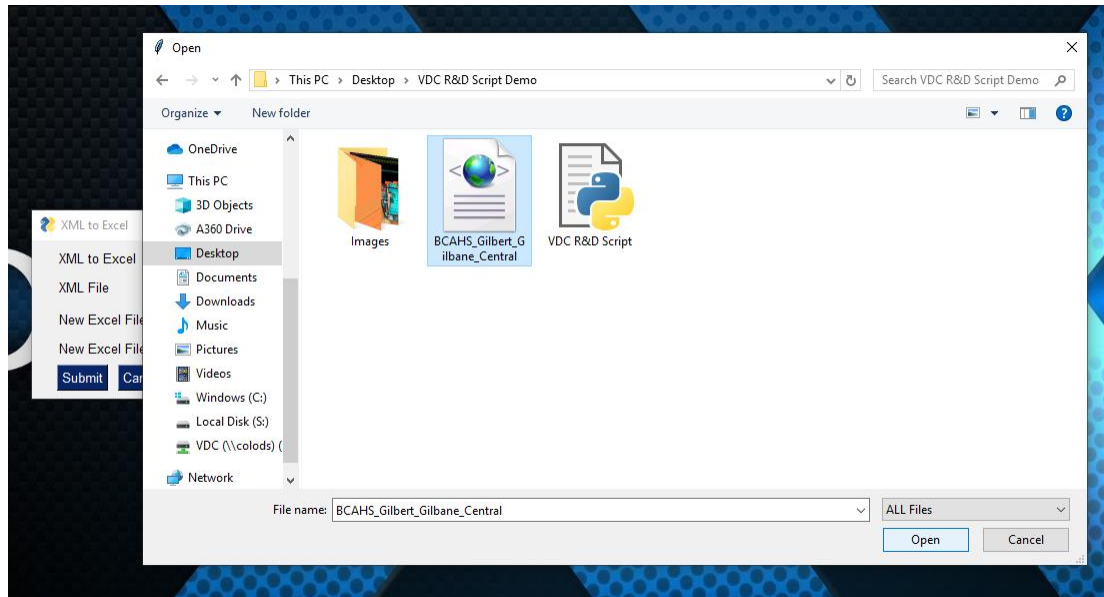 Open
This PC > Desktop > VDC R&D Script Demo
Search VDC R&D Script Demo
Organize
New folder
OneDrive
This PC
3D Objects
A360 Drive
Desktop
Documents
Downloads
Music
Pictures
Videos
Windows (C:)
Local Disk (S:)
VDC (\\colods) (
Network
Images
BCAHS_Gilbert_G
ilbane_Central
VDC R&D Script
File name: BCAHS_Gilbert_Gilbane_Central
ALL Files
Open
Cancel
XML to Excel
XML to Excel
XML File
New Excel File
New Excel File
Submit
Can